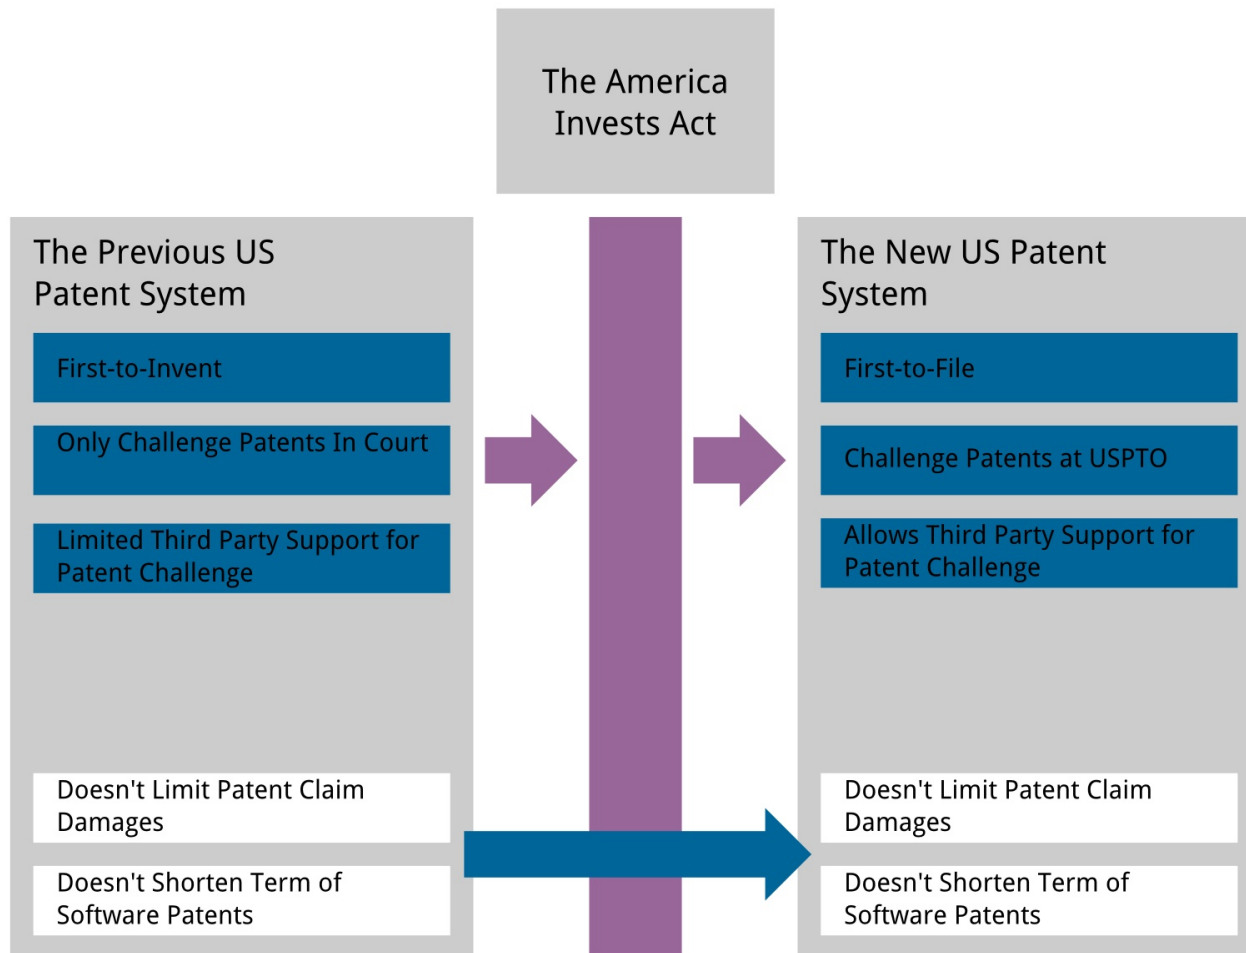 The America
Invests Act
The Previous US
Patent System
First-to-Invent
Only Challenge Patents In Court
Limited Third Party Support for
Patent Challenge
Doesn't Limit Patent Claim
Damages
Doesn't Shorten Term of
Software Patents
The New US Patent
System
First-to-File
Challenge Patents at USPTO
Allows Third Party Support for
Patent Challenge
Doesn't Limit Patent Claim
Damages
Doesn't Shorten Term of
Software Patents